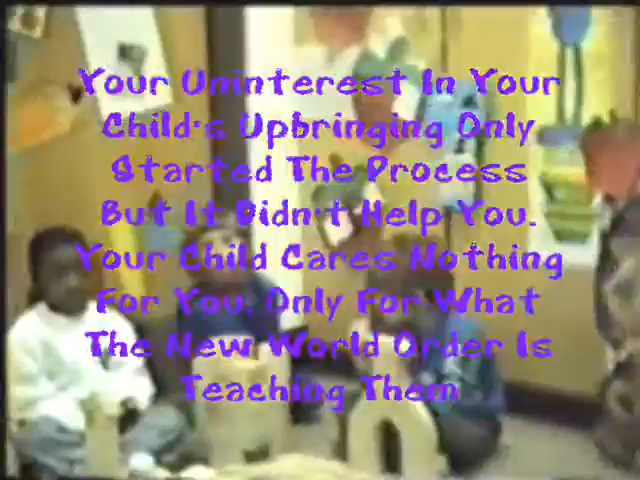 Your Uninterest In Your
Child's Upbringing Only
Started The Process
But It Didn't Help You.
Your Child Cares Nothing
For You. Only For What
The New World Order Is
Teaching Them